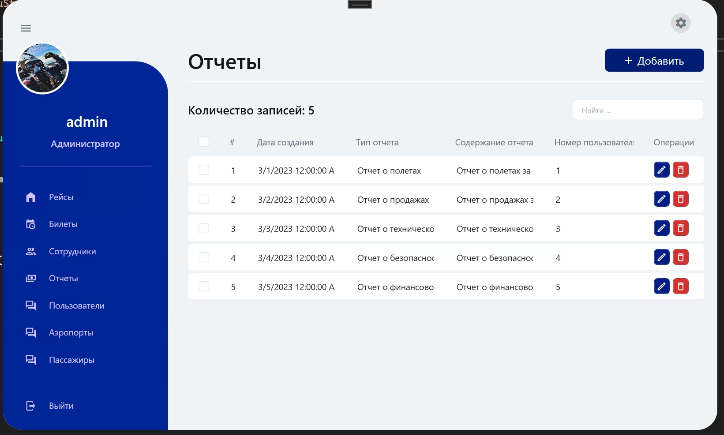 Отчеты
+ Добавить
admin
Администратор
Количество записей: 5
Найти ...
# Дата создания Тип отчета Содержание отчета Номер пользовател Операции
1 3/1/2023 12:00:00 A Отчет о полетах Отчет о полетах за 1
2 3/2/2023 12:00:00 A Отчет о продажах Отчет о продажах з 2
3 3/3/2023 12:00:00 A Отчет о техническо Отчет о техническо 3
4 3/4/2023 12:00:00 A Отчет о безопаснос Отчет о безопаснос 4
5 3/5/2023 12:00:00 A Отчет о финансово Отчет о финансово 5
Рейсы
Билеты
Сотрудники
Отчеты
Пользователи
Аэропорты
Пассажиры
Выйти